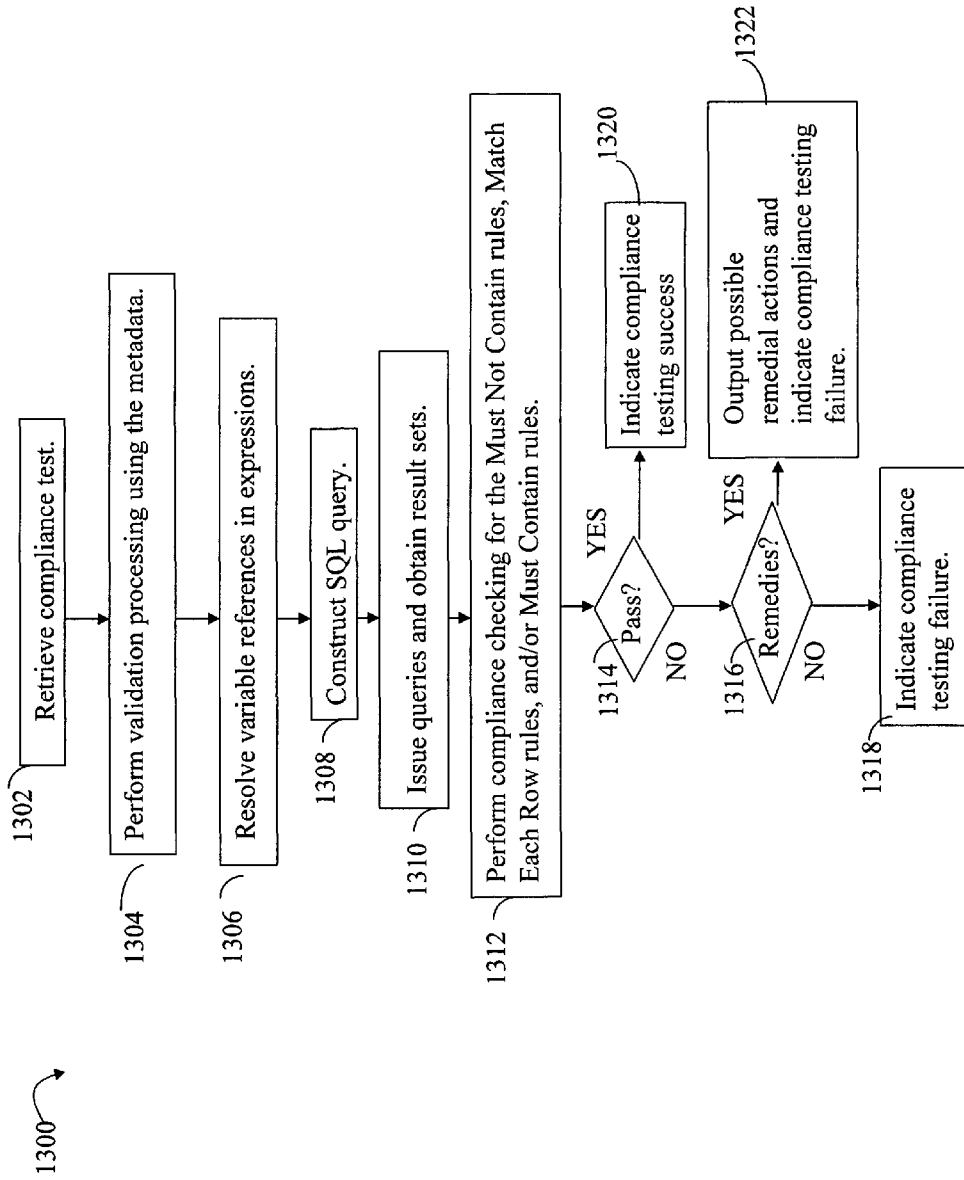 1300
1302
Retrieve compliance test.
1304
Perform validation processing using the metadata.
1306
Resolve variable references in expressions.
1308
Construct SQL query.
1310
Issue queries and obtain result sets.
1312
Perform compliance checking for the Must Not Contain rules, Match
Each Row rules, and/or Must Contain rules.
1314
Pass?
YES
NO
1320
Indicate compliance
testing success
1316
Remedies?
YES
NO
1322
Output possible
remedial actions and
indicate compliance testing
failure.
1318
Indicate compliance
testing failure.